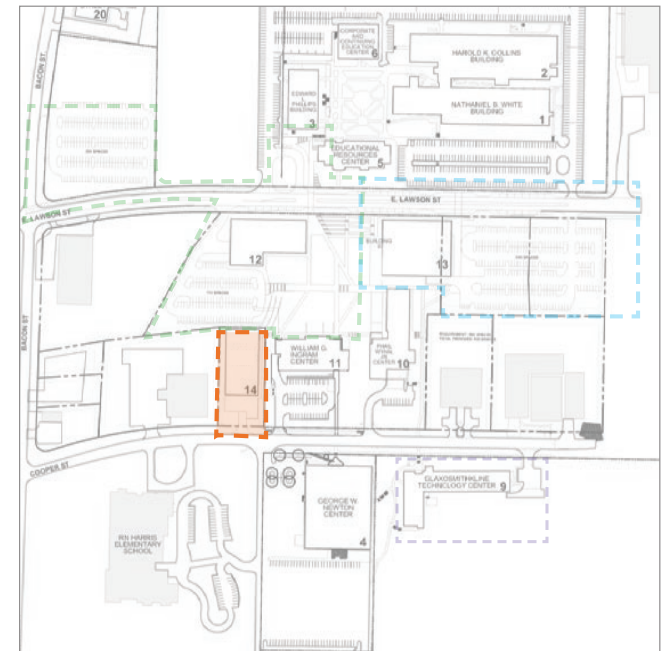 20
BACON ST.
CORPORATE
AND
CONTINUING
EDUCATION
CENTER
6
HAROLD K. COLLINS
BUILDING
2
EDWARD
L.
PHILLIPS
BUILDING
3
NATHANIEL B. WHITE
BUILDING
1
EDUCATIONAL
RESOURCES
CENTER
5
E. LAWSON ST
E. LAWSON ST
12
BUILDING
13
BACON ST
WILLIAM G.
INGRAM
CENTER
11
PHAIL
WYNN,
JR
CENTER
10
14
COOPER ST.
GEORGE W.
NEWTON
CENTER
4
GLAXOSMITHKLINE
TECHNOLOGY CENTER
9
RN HARRIS
ELEMENTARY
SCHOOL